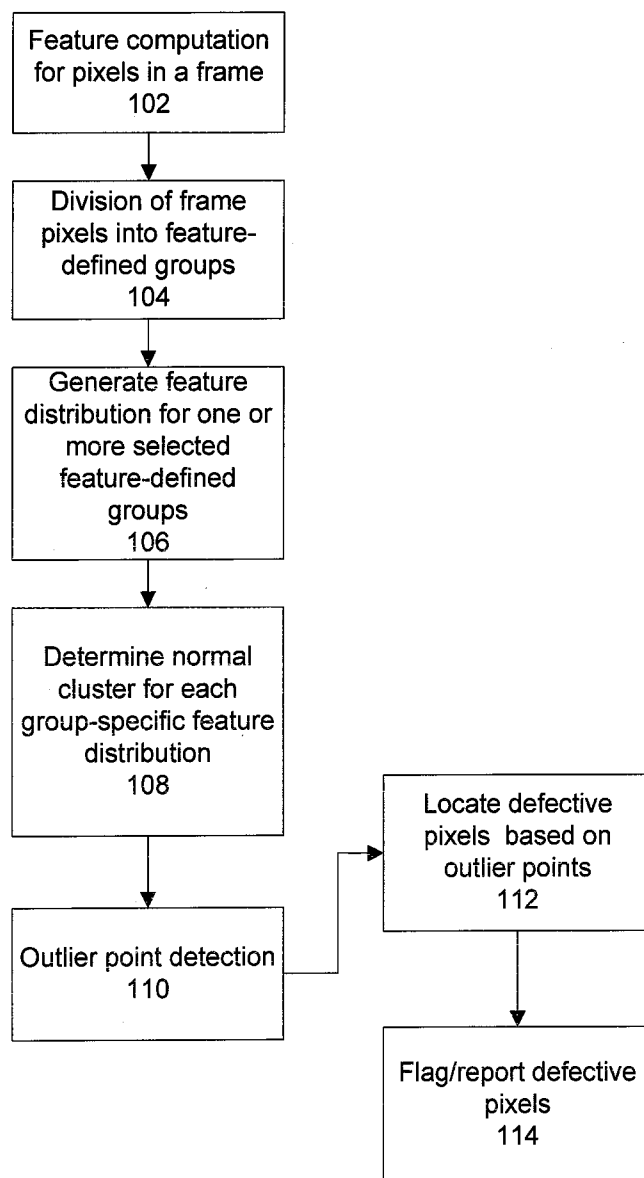 Feature computation
for pixels in a frame
102
Division of frame
pixels into feature-
defined groups
104
Generate feature
distribution for one or
more selected
feature-defined
groups
106
Determine normal
cluster for each
group-specific feature
distribution
108
Outlier point detection
110
Locate defective
pixels based on
outlier points
112
Flag/report defective
pixels
114